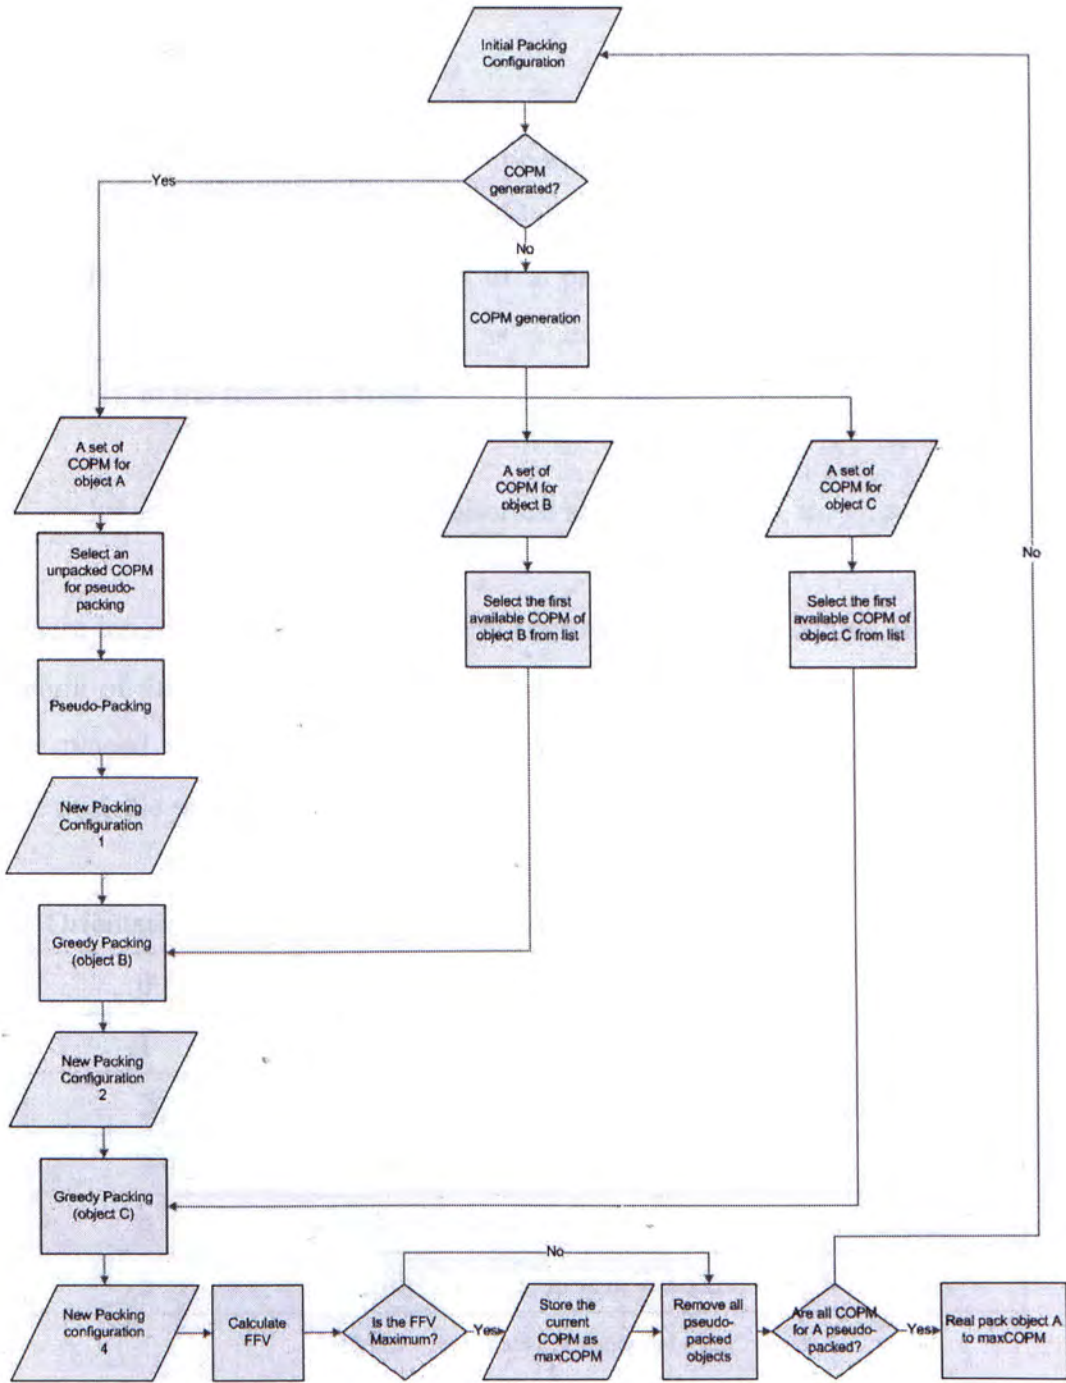 Initial Packing
Configuration
COPM
generated?
Yes
No
COPM generation
A set of
COPM for
object A
A set of
COPM for
object B
A set of
COPM for
object C
Select an
unpacked COPM
for pseudo-
packing
Select the first
available COPM of
object B from list
Select the first
available COPM of
object C from list
No
Pseudo-Packing
New Packing
Configuration
1
Greedy Packing
(object B)
New Packing
Configuration
2
Greedy Packing
(object C)
No
New Packing
configuration
4
Calculate
FFV
Is the FFV
Maximum?
Yes
Store the
current
COPM as
maxCOPM
Remove all
pseudo-
packed
objects
Are all COPM
for A pseudo-
packed?
Yes
Real pack object A
to maxCOPM